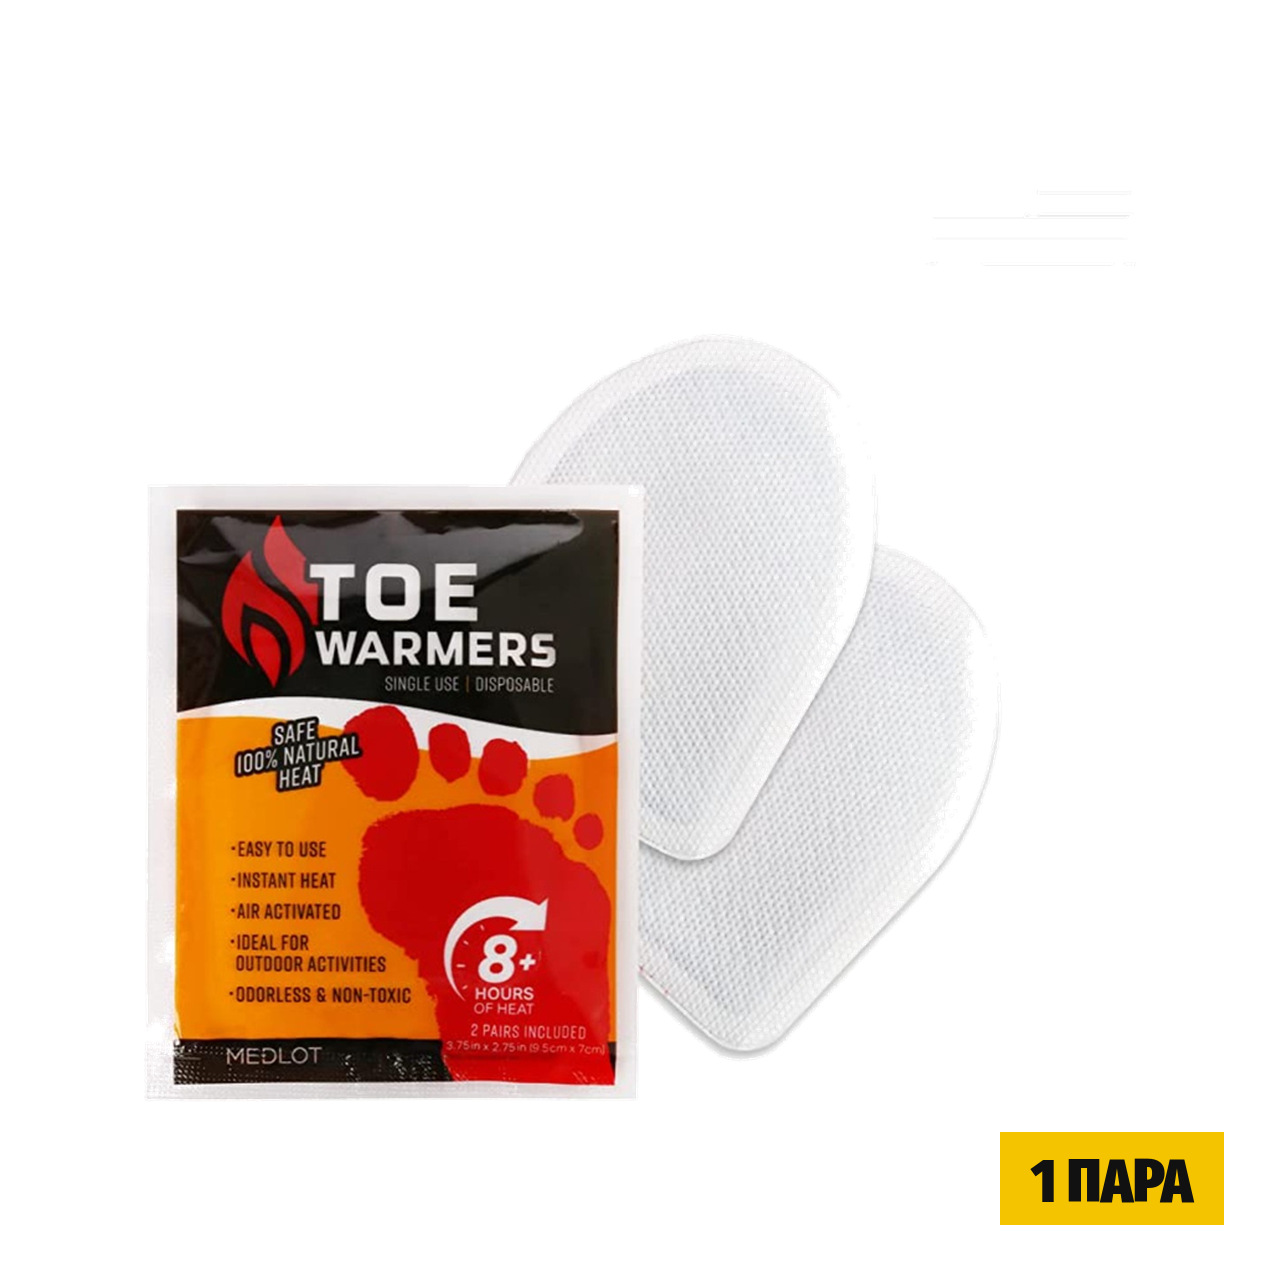 TOE
WARMERS
SINGLE USE | DISPOSABLE
SAFE
100% NATURAL
HEAT
·EASY TO USE
·INSTANT HEAT
·AIR ACTIVATED
·IDEAL FOR
OUTDOOR ACTIVITIES
·ODORLESS & NON-TOXIC
8+
HOURS
OF HEAT
2 PAIRS INCLUDED
3.75in x 2.75in (9.5cm x 7cm)
MEDLOT
1 ПАРА